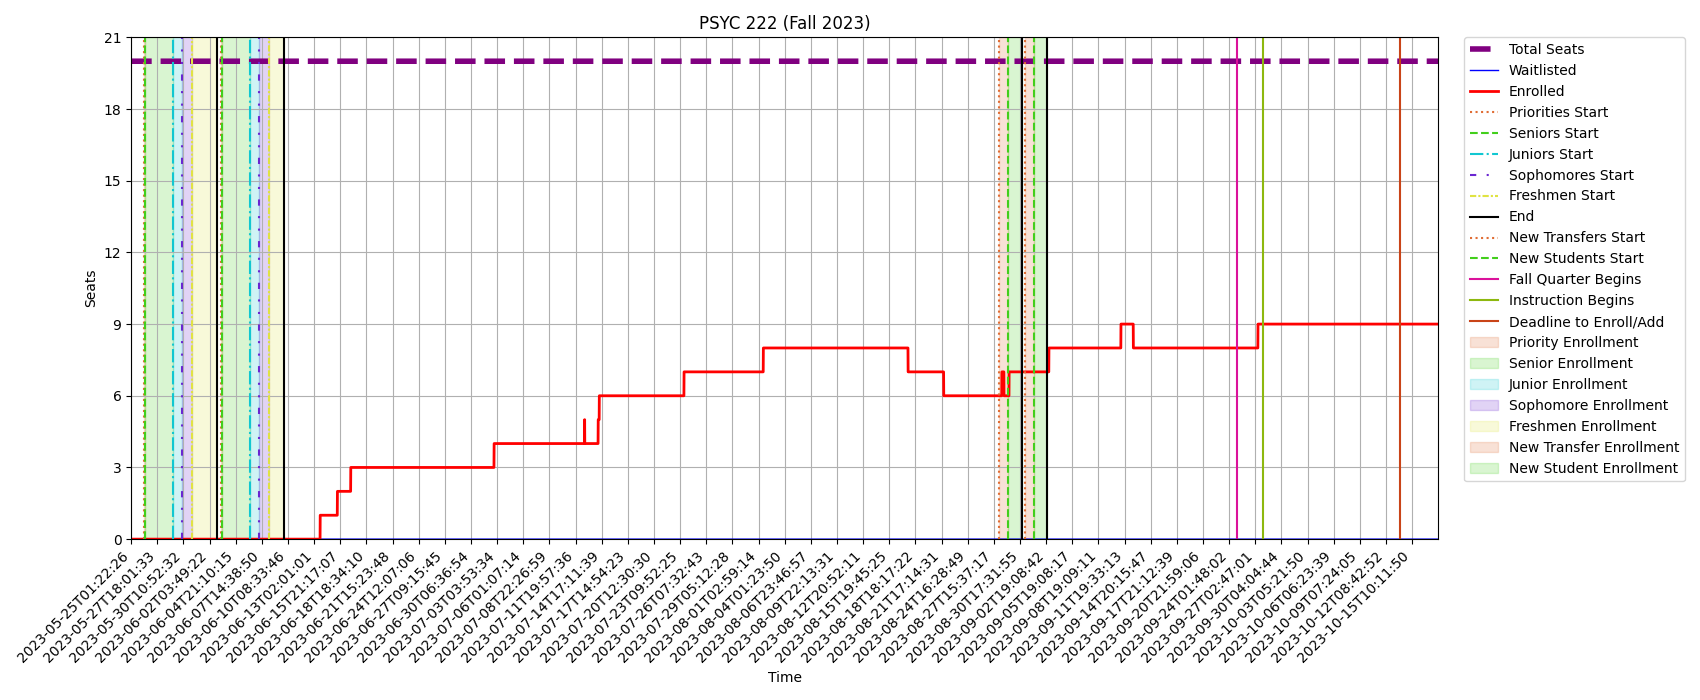 PSYC 222 (Fall 2023)
21
18
15
12
9
6
3
0
Seats
2023-05-25T01:22:26
2023-05-27T18:01:33
2023-05-30T10:52:32
2023-06-02T03:49:22
2023-06-04T21:10:15
2023-06-07T14:38:50
2023-06-10T08:33:46
2023-06-13T02:01:01
2023-06-15T21:17:07
2023-06-18T18:34:10
2023-06-21T15:23:48
2023-06-24T12:07:06
2023-06-27T09:15:45
2023-06-30T06:36:54
2023-07-03T03:53:34
2023-07-06T01:07:14
2023-07-08T22:26:59
2023-07-11T19:57:36
2023-07-14T17:11:39
2023-07-17T14:54:23
2023-07-20T12:30:30
2023-07-23T09:52:25
2023-07-26T07:32:43
2023-07-29T05:12:28
2023-08-01T02:59:14
2023-08-04T01:23:50
2023-08-06T23:46:57
2023-08-09T22:13:31
2023-08-12T20:52:11
2023-08-15T19:45:25
2023-08-18T18:17:22
2023-08-21T17:14:31
2023-08-24T16:28:49
2023-08-27T15:37:17
2023-08-30T17:31:55
2023-09-02T19:08:42
2023-09-05T19:08:17
2023-09-08T19:09:11
2023-09-11T19:33:13
2023-09-14T20:15:47
2023-09-17T21:12:39
2023-09-20T21:59:06
2023-09-24T01:48:02
2023-09-27T02:47:01
2023-09-30T04:04:44
2023-10-03T05:21:50
2023-10-06T06:23:39
2023-10-09T07:24:05
2023-10-12T08:42:52
2023-10-15T10:11:50
Time
Total Seats
Waitlisted
Enrolled
Priorities Start
Seniors Start
Juniors Start
Sophomores Start
Freshmen Start
End
New Transfers Start
New Students Start
Fall Quarter Begins
Instruction Begins
Deadline to Enroll/Add
Priority Enrollment
Senior Enrollment
Junior Enrollment
Sophomore Enrollment
Freshmen Enrollment
New Transfer Enrollment
New Student Enrollment